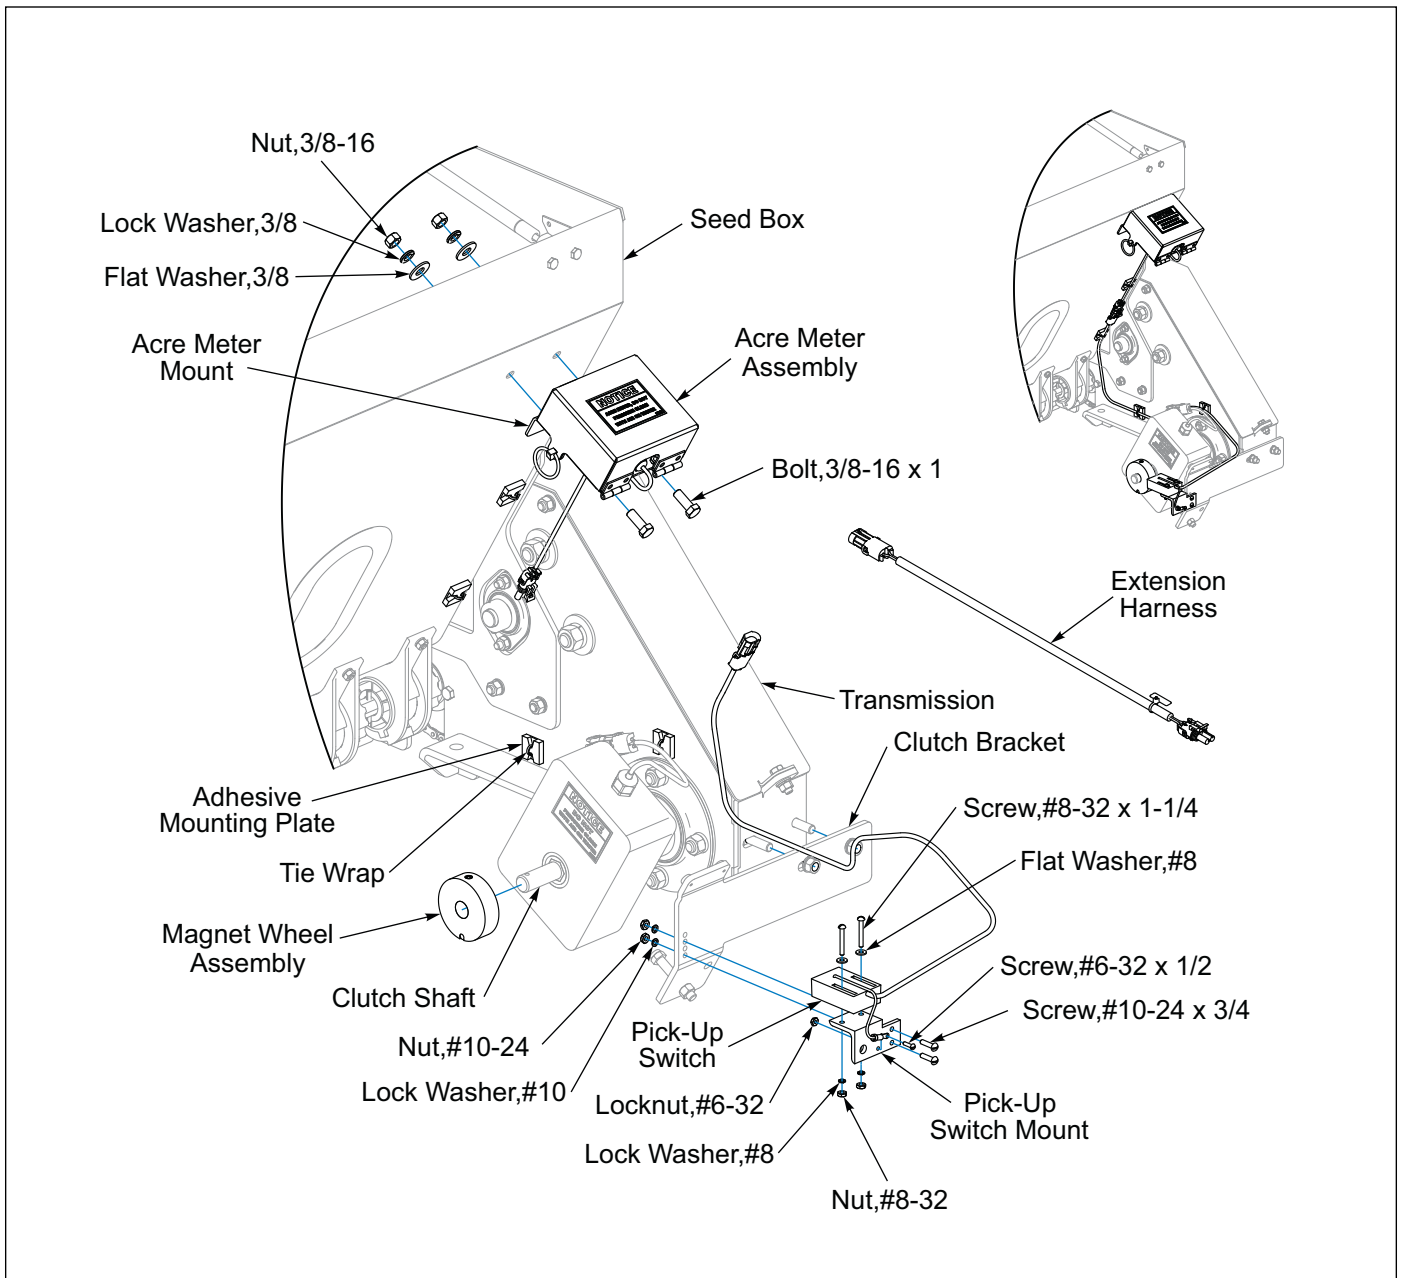 Nut,3/8-16
Lock Washer,3/8
Flat Washer,3/8
Seed Box
Acre Meter
Mount
Acre Meter
Assembly
NOTICE
Bolt,3/8-16 x 1
Extension
Harness
Transmission
Clutch Bracket
Adhesive
Mounting Plate
Tie Wrap
NOTICE
Magnet Wheel
Assembly
Clutch Shaft
Screw,#8-32 x 1-1/4
Flat Washer,#8
Screw,#6-32 x 1/2
Screw,#10-24 x 3/4
Nut,#10-24
Lock Washer,#10
Pick-Up
Switch
Locknut,#6-32
Lock Washer,#8
Pick-Up
Switch Mount
Nut,#8-32